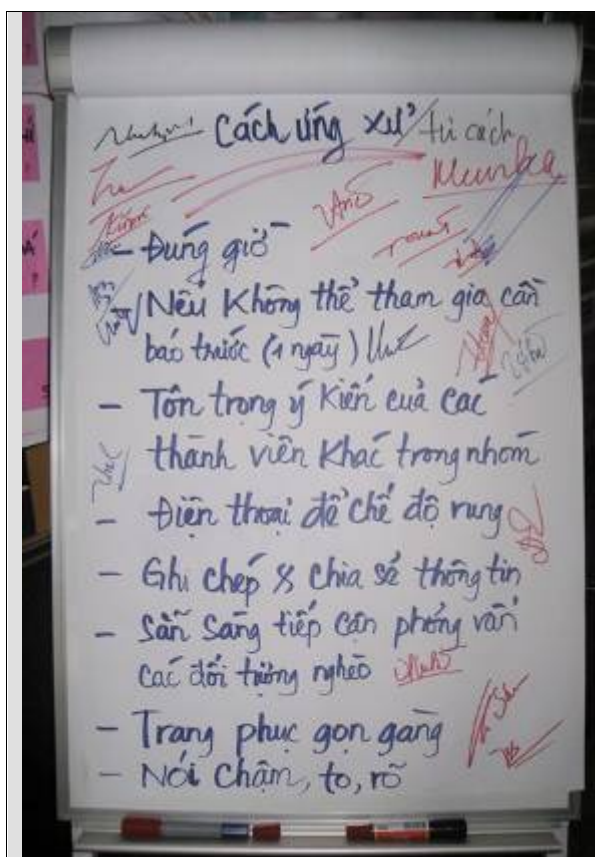 Cách ứng xử / tư cách
- Đúng giờ
- Nếu Không thể tham gia cần
báo trước (1 ngày)
- Tôn trọng ý Kiến của các
thành viên Khác trong nhóm
- Điện thoại để chế độ rung
- Ghi chép & chia sẻ thông tin
- Sẵn sàng tiếp cận phỏng vấn
các đối tượng nghèo
- Trang phục gọn gàng
- Nói chậm, to, rõ